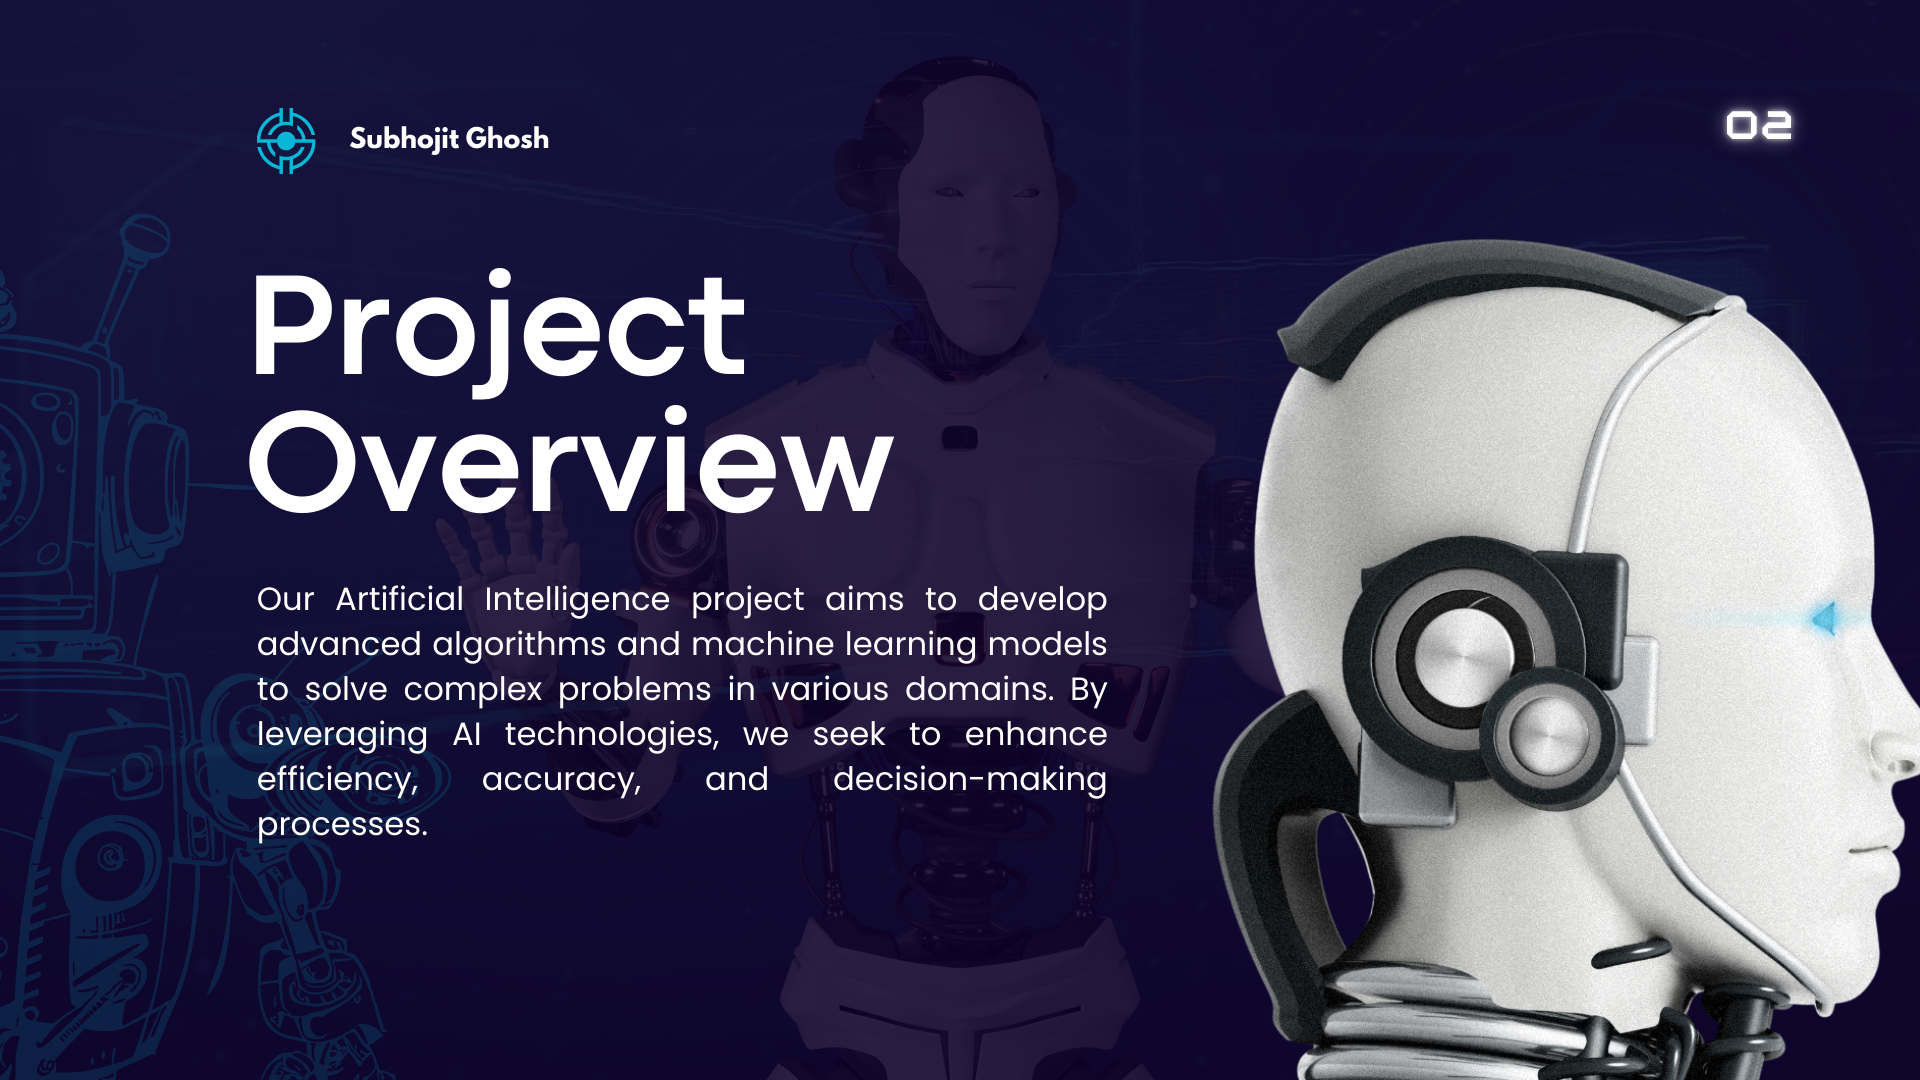 Subhojit Ghosh
02
Project
Overview
Our Artificial Intelligence project aims to develop
advanced algorithms and machine learning models
to solve complex problems in various domains. By
leveraging AI technologies, we seek to enhance
efficiency, accuracy, and decision-making
processes.